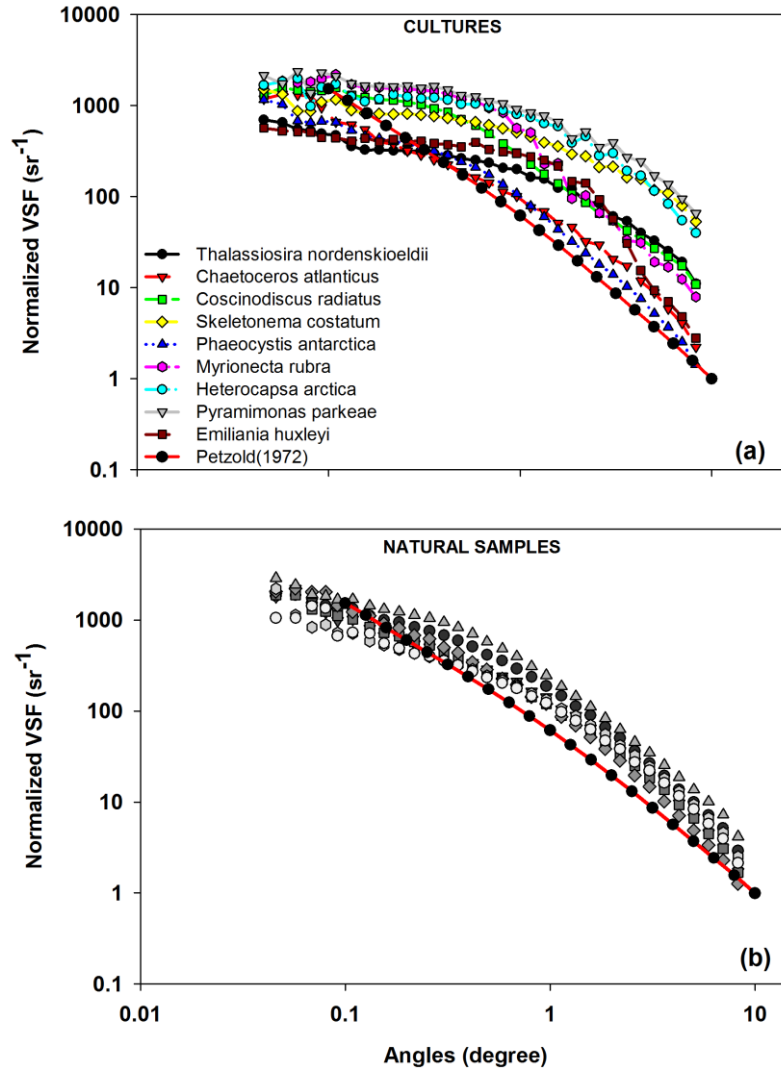 CULTURES
10000
1000
100
10
1
0.1
Normalized VSF (sr⁻¹)
Thalassiosira nordenskioeldii
Chaetoceros atlanticus
Coscinodiscus radiatus
Skeletonema costatum
Phaeocystis antarctica
Myrionecta rubra
Heterocapsa arctica
Pyramimonas parkeae
Emiliania huxleyi
Petzold(1972)
(a)
NATURAL SAMPLES
10000
1000
100
10
1
0.1
Normalized VSF (sr⁻¹)
(b)
0.01 0.1 1 10
Angles (degree)